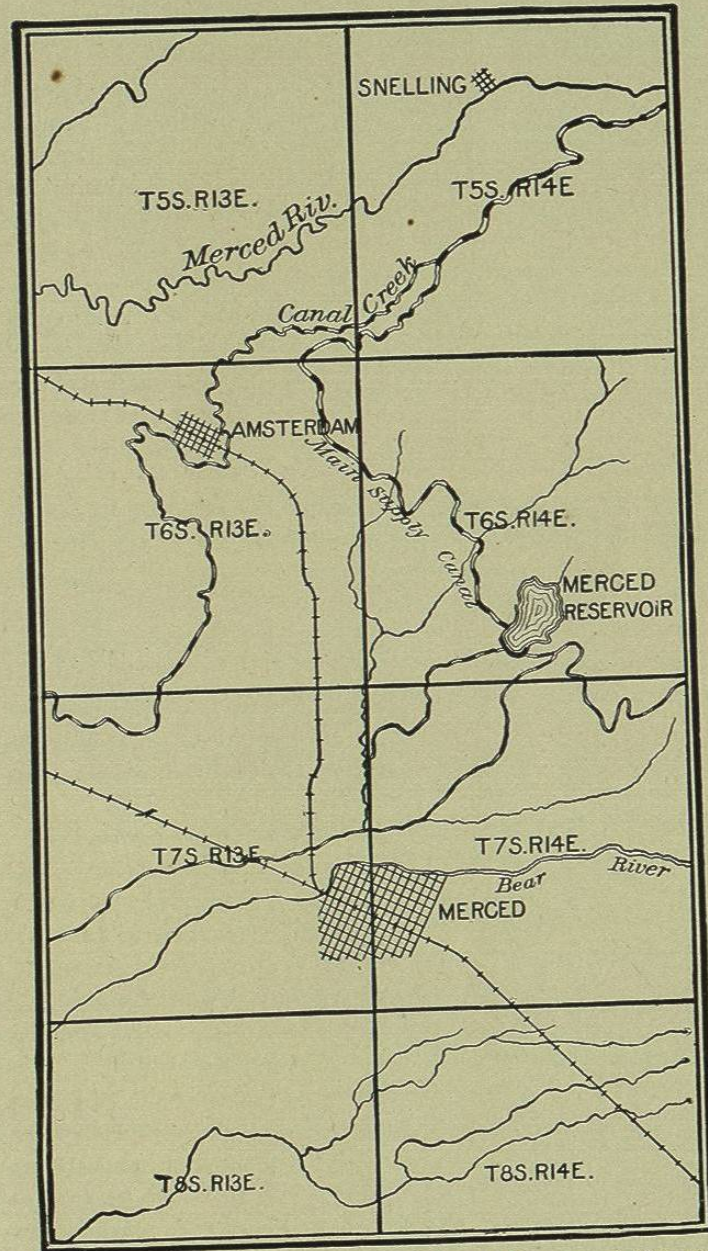 SNELLING
T5S.R13E.
T5S.R14E
Merced Riv.
Canal Creek
AMSTERDAM
Main supply canal
T6S.R13E.
T6S.R14E.
MERCED
RESERVOIR
T7S R13E
T7S.R14E.
Bear River
MERCED
T8S.R13E.
T8S.R14E.